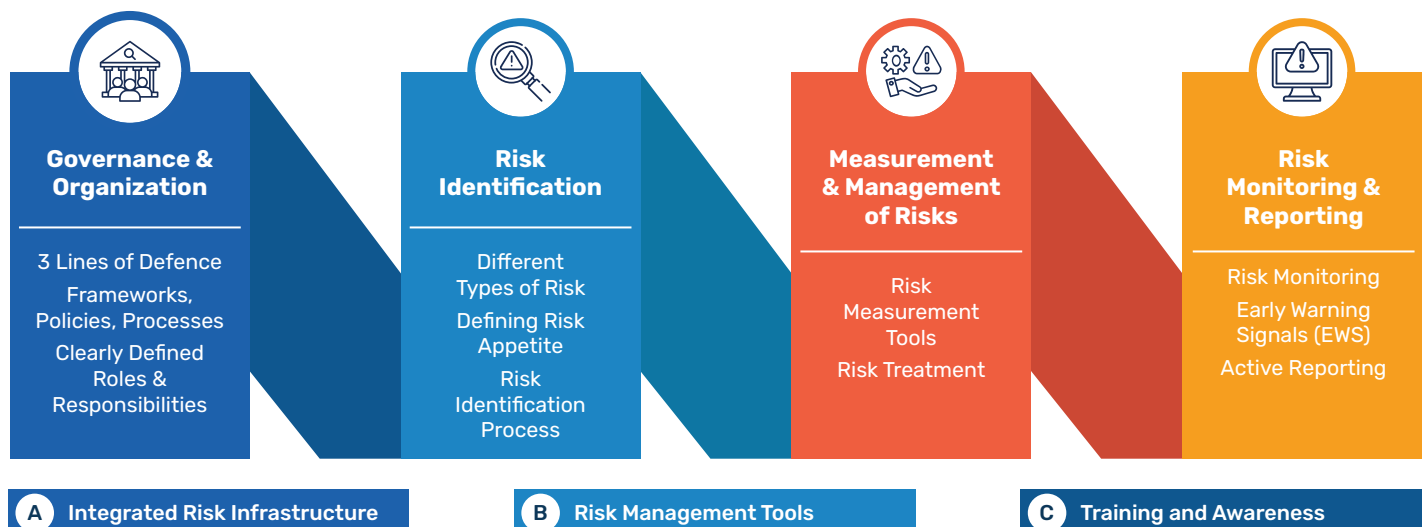 Governance &
Organization
3 Lines of Defence
Frameworks,
Policies, Processes
Clearly Defined
Roles &
Responsibilities
Risk
Identification
Different
Types of Risk
Defining Risk
Appetite
Risk
Identification
Process
Measurement
& Management
of Risks
Risk
Measurement
Tools
Risk Treatment
Risk
Monitoring &
Reporting
Risk Monitoring
Early Warning
Signals (EWS)
Active Reporting
A Integrated Risk Infrastructure
B Risk Management Tools
C Training and Awareness